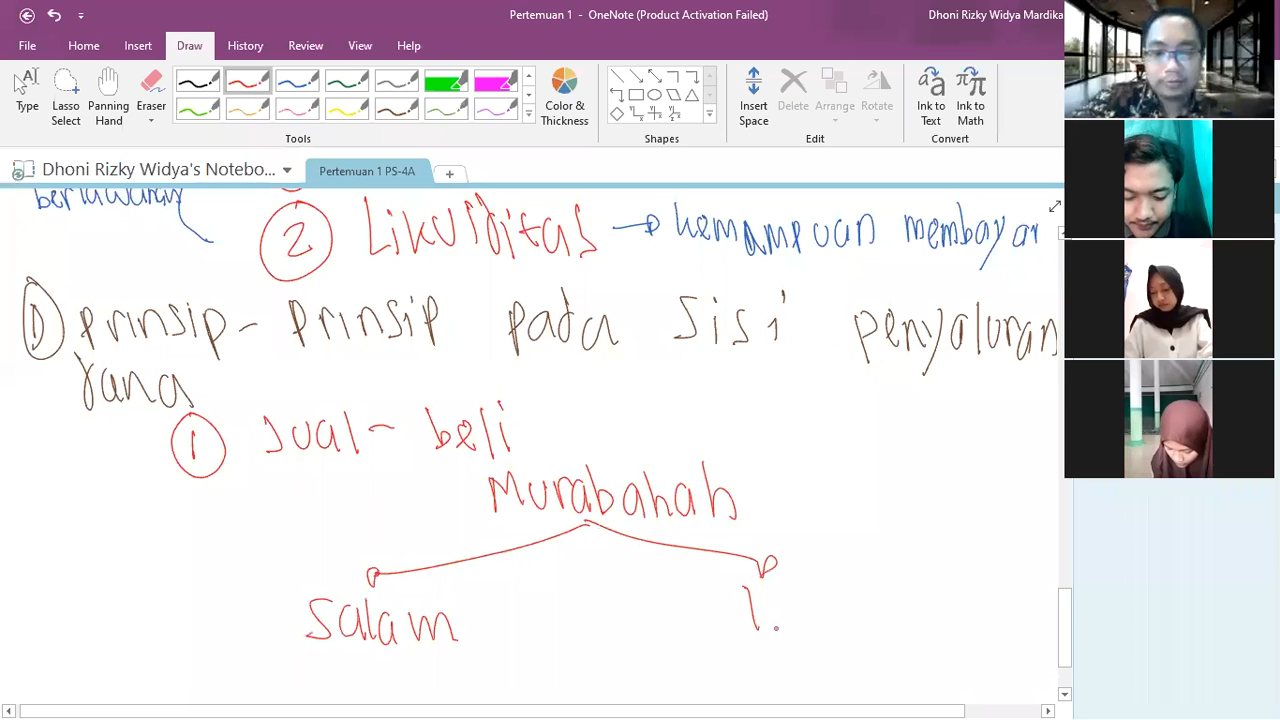 Pertemuan 1 - OneNote (Product Activation Failed)
Dhoni Rizky Widya Mardika
File Home Insert Draw History Review View Help
Type
Lasso Select
Panning Hand
Eraser
Color & Thickness
Insert Space
Delete
Arrange
Rotate
Ink to Text
Ink to Math
Tools
Shapes
Edit
Convert
Dhoni Rizky Widya's Notebo...
Pertemuan 1 PS-4A
2 Likuiditas → kemampuan membayar
D prinsip - prinsip pada sisi penyaluran
dana
1 Jual - beli
Murabahah
Salam